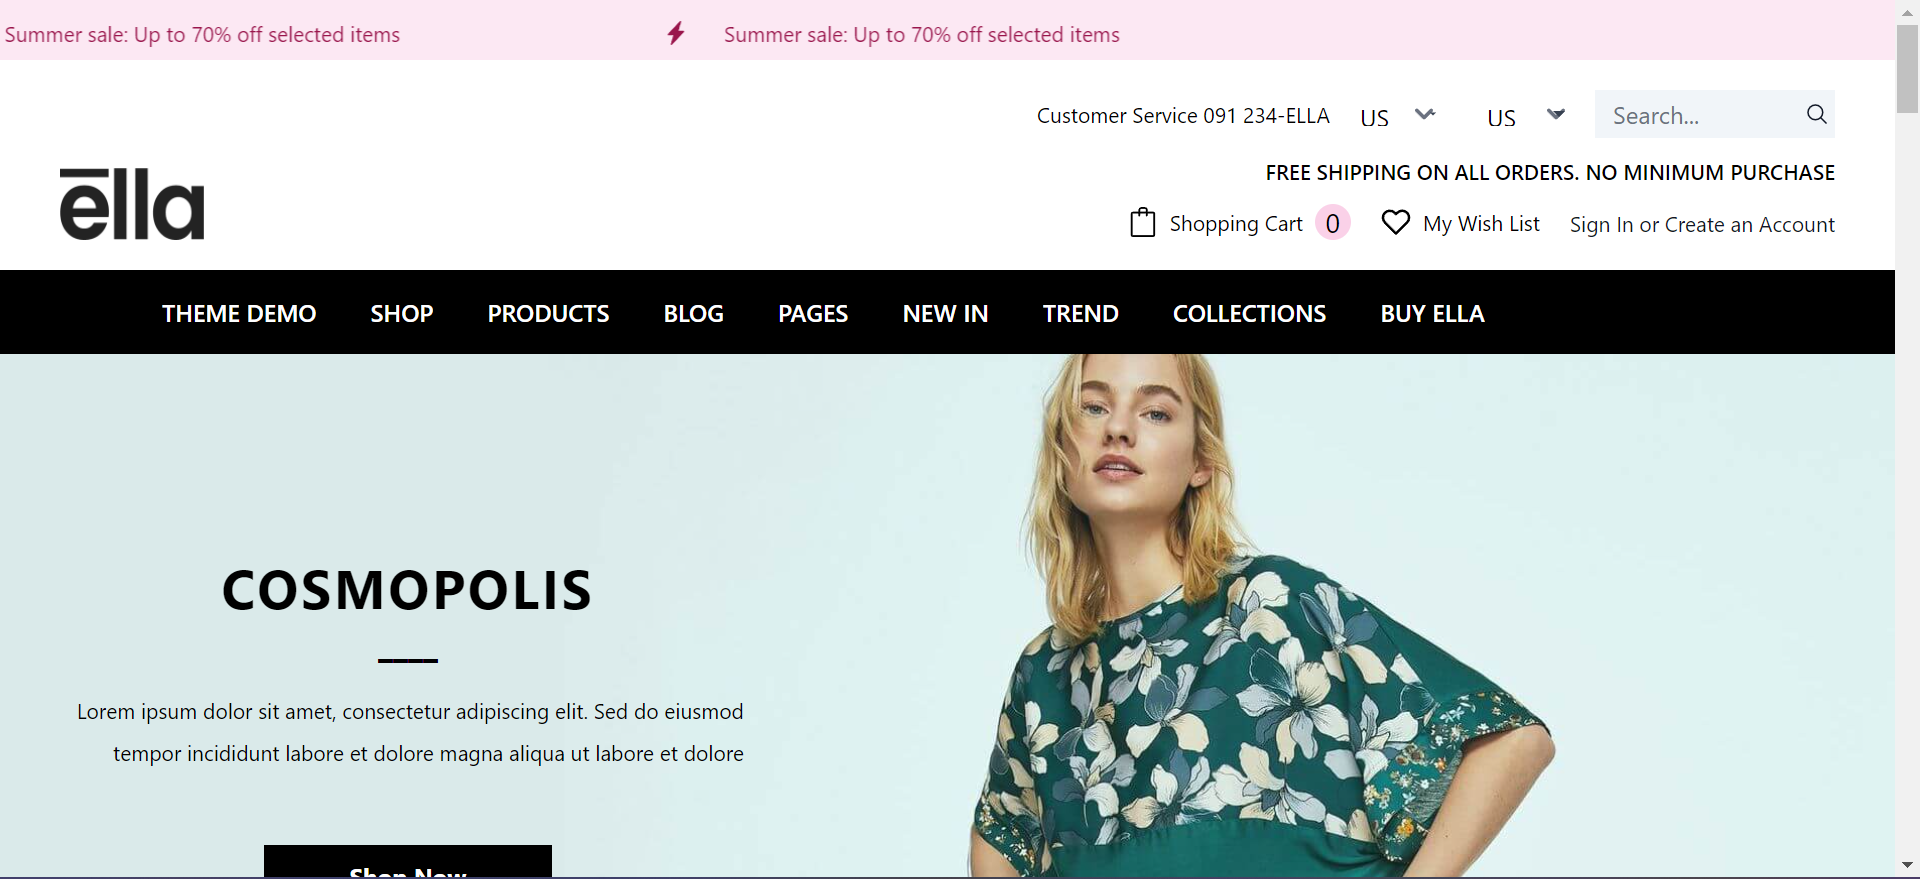 Summer sale: Up to 70% off selected items Summer sale: Up to 70% off selected items
Customer Service 091 234-ELLA US US Search...
FREE SHIPPING ON ALL ORDERS. NO MINIMUM PURCHASE
ella
Shopping Cart 0 My Wish List Sign In or Create an Account
THEME DEMO SHOP PRODUCTS BLOG PAGES NEW IN TREND COLLECTIONS BUY ELLA
COSMOPOLIS
Lorem ipsum dolor sit amet, consectetur adipiscing elit. Sed do eiusmod
tempor incididunt labore et dolore magna aliqua ut labore et dolore
Shop Now